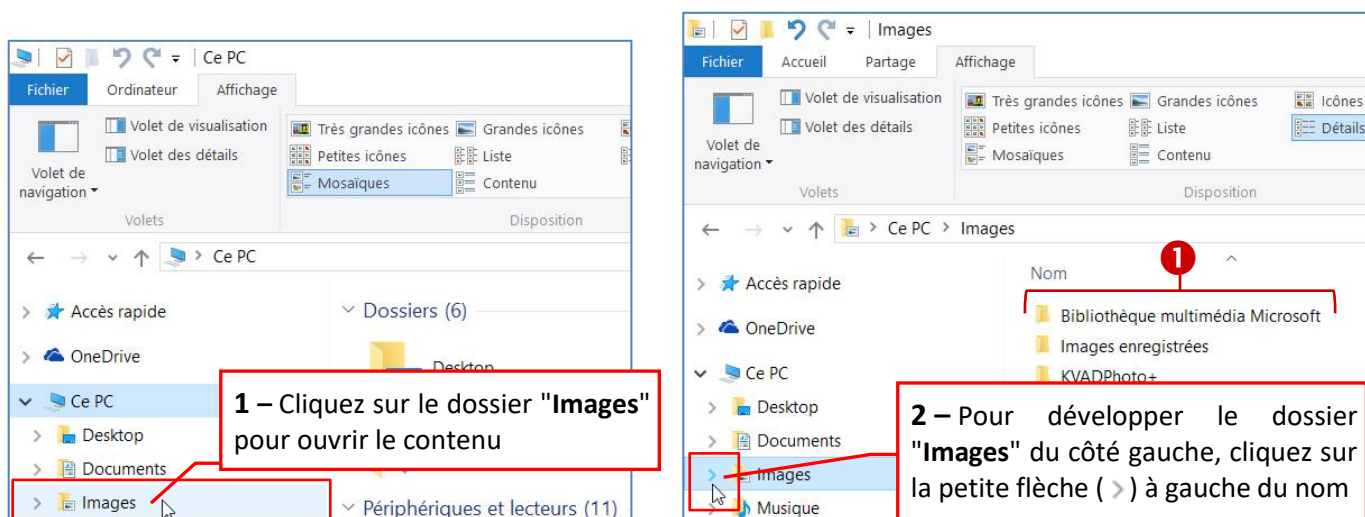 Ce PC
Fichier Ordinateur Affichage
Volet de navigation
Volet de visualisation
Volet des détails
Très grandes icônes Grandes icônes
Petites icônes Liste
Mosaïques Contenu
Volets Disposition
Ce PC
Accès rapide
OneDrive
Ce PC
Desktop
Documents
Images
Dossiers (6)
Desktop
Périphériques et lecteurs (11)
1 – Cliquez sur le dossier "Images"
pour ouvrir le contenu
Images
Fichier Accueil Partage Affichage
Volet de navigation
Volet de visualisation
Volet des détails
Très grandes icônes Grandes icônes Icônes
Petites icônes Liste Détails
Mosaïques Contenu
Volets Disposition
> Ce PC > Images
Accès rapide
OneDrive
Ce PC
Desktop
Documents
Images
Musique
1
Nom
Bibliothèque multimédia Microsoft
Images enregistrées
KVADPhoto+
2 – Pour développer le dossier
"Images" du côté gauche, cliquez sur
la petite flèche ( > ) à gauche du nom